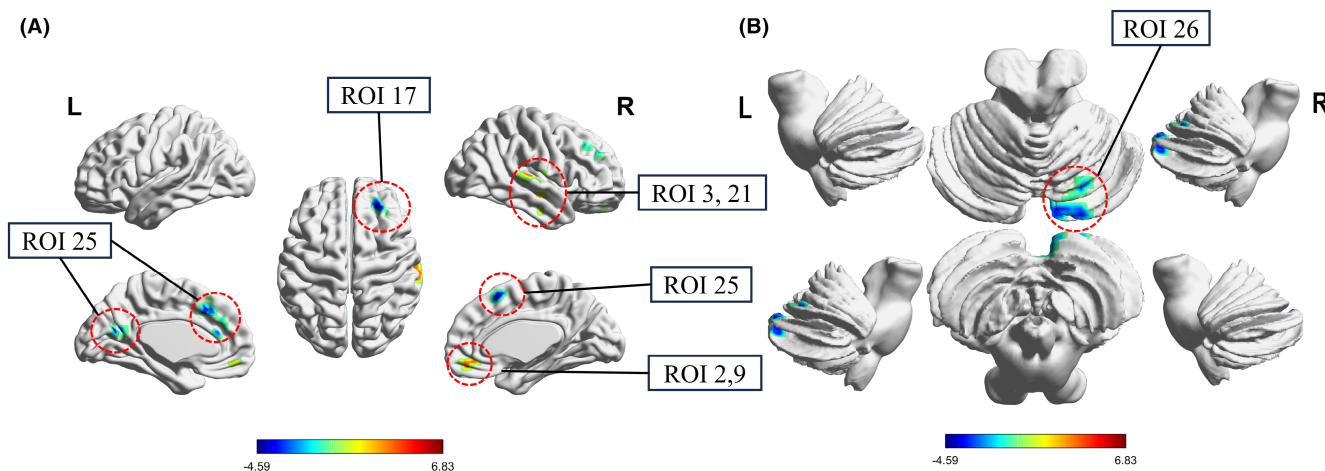 (A)
L
R
ROI 17
ROI 3, 21
ROI 25
ROI 25
ROI 2,9
-4.59
6.83
(B)
ROI 26
L
R
-4.59
6.83